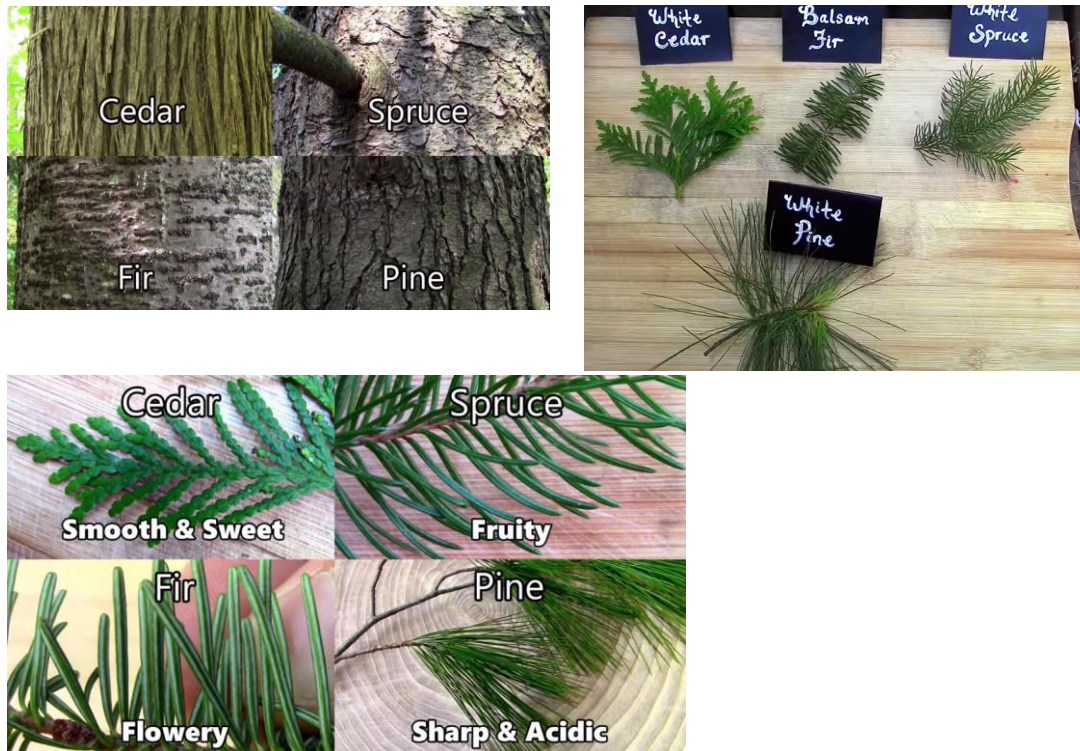 Cedar
Spruce
Fir
Pine
White
Cedar
Balsam
Fir
White
Spruce
White
Pine
Cedar
Smooth & Sweet
Spruce
Fruity
Fir
Flowery
Pine
Sharp & Acidic